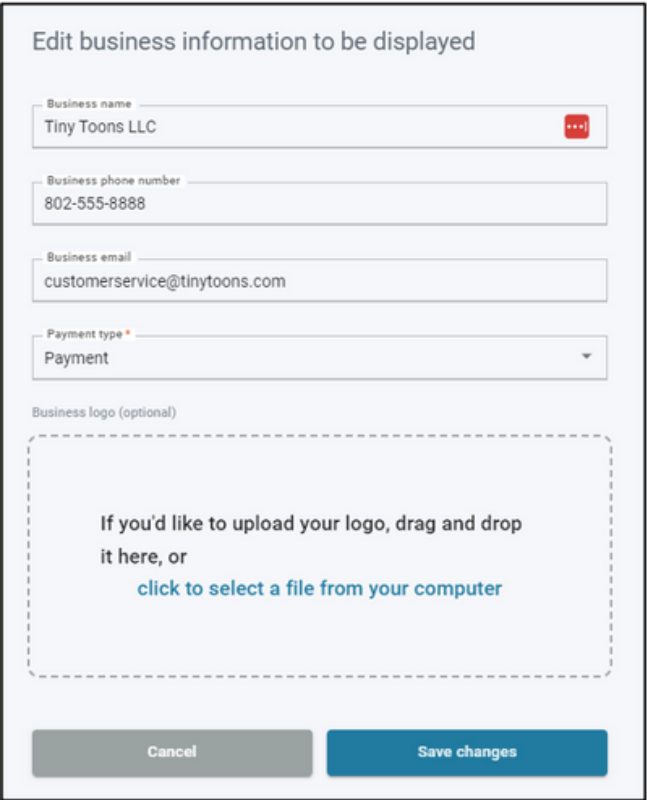 Edit business information to be displayed
Business name
Tiny Toons LLC
Business phone number
802-555-8888
Business email
customerservice@tinytoons.com
Payment type *
Payment
Business logo (optional)
If you'd like to upload your logo, drag and drop
it here, or
click to select a file from your computer
Cancel Save changes